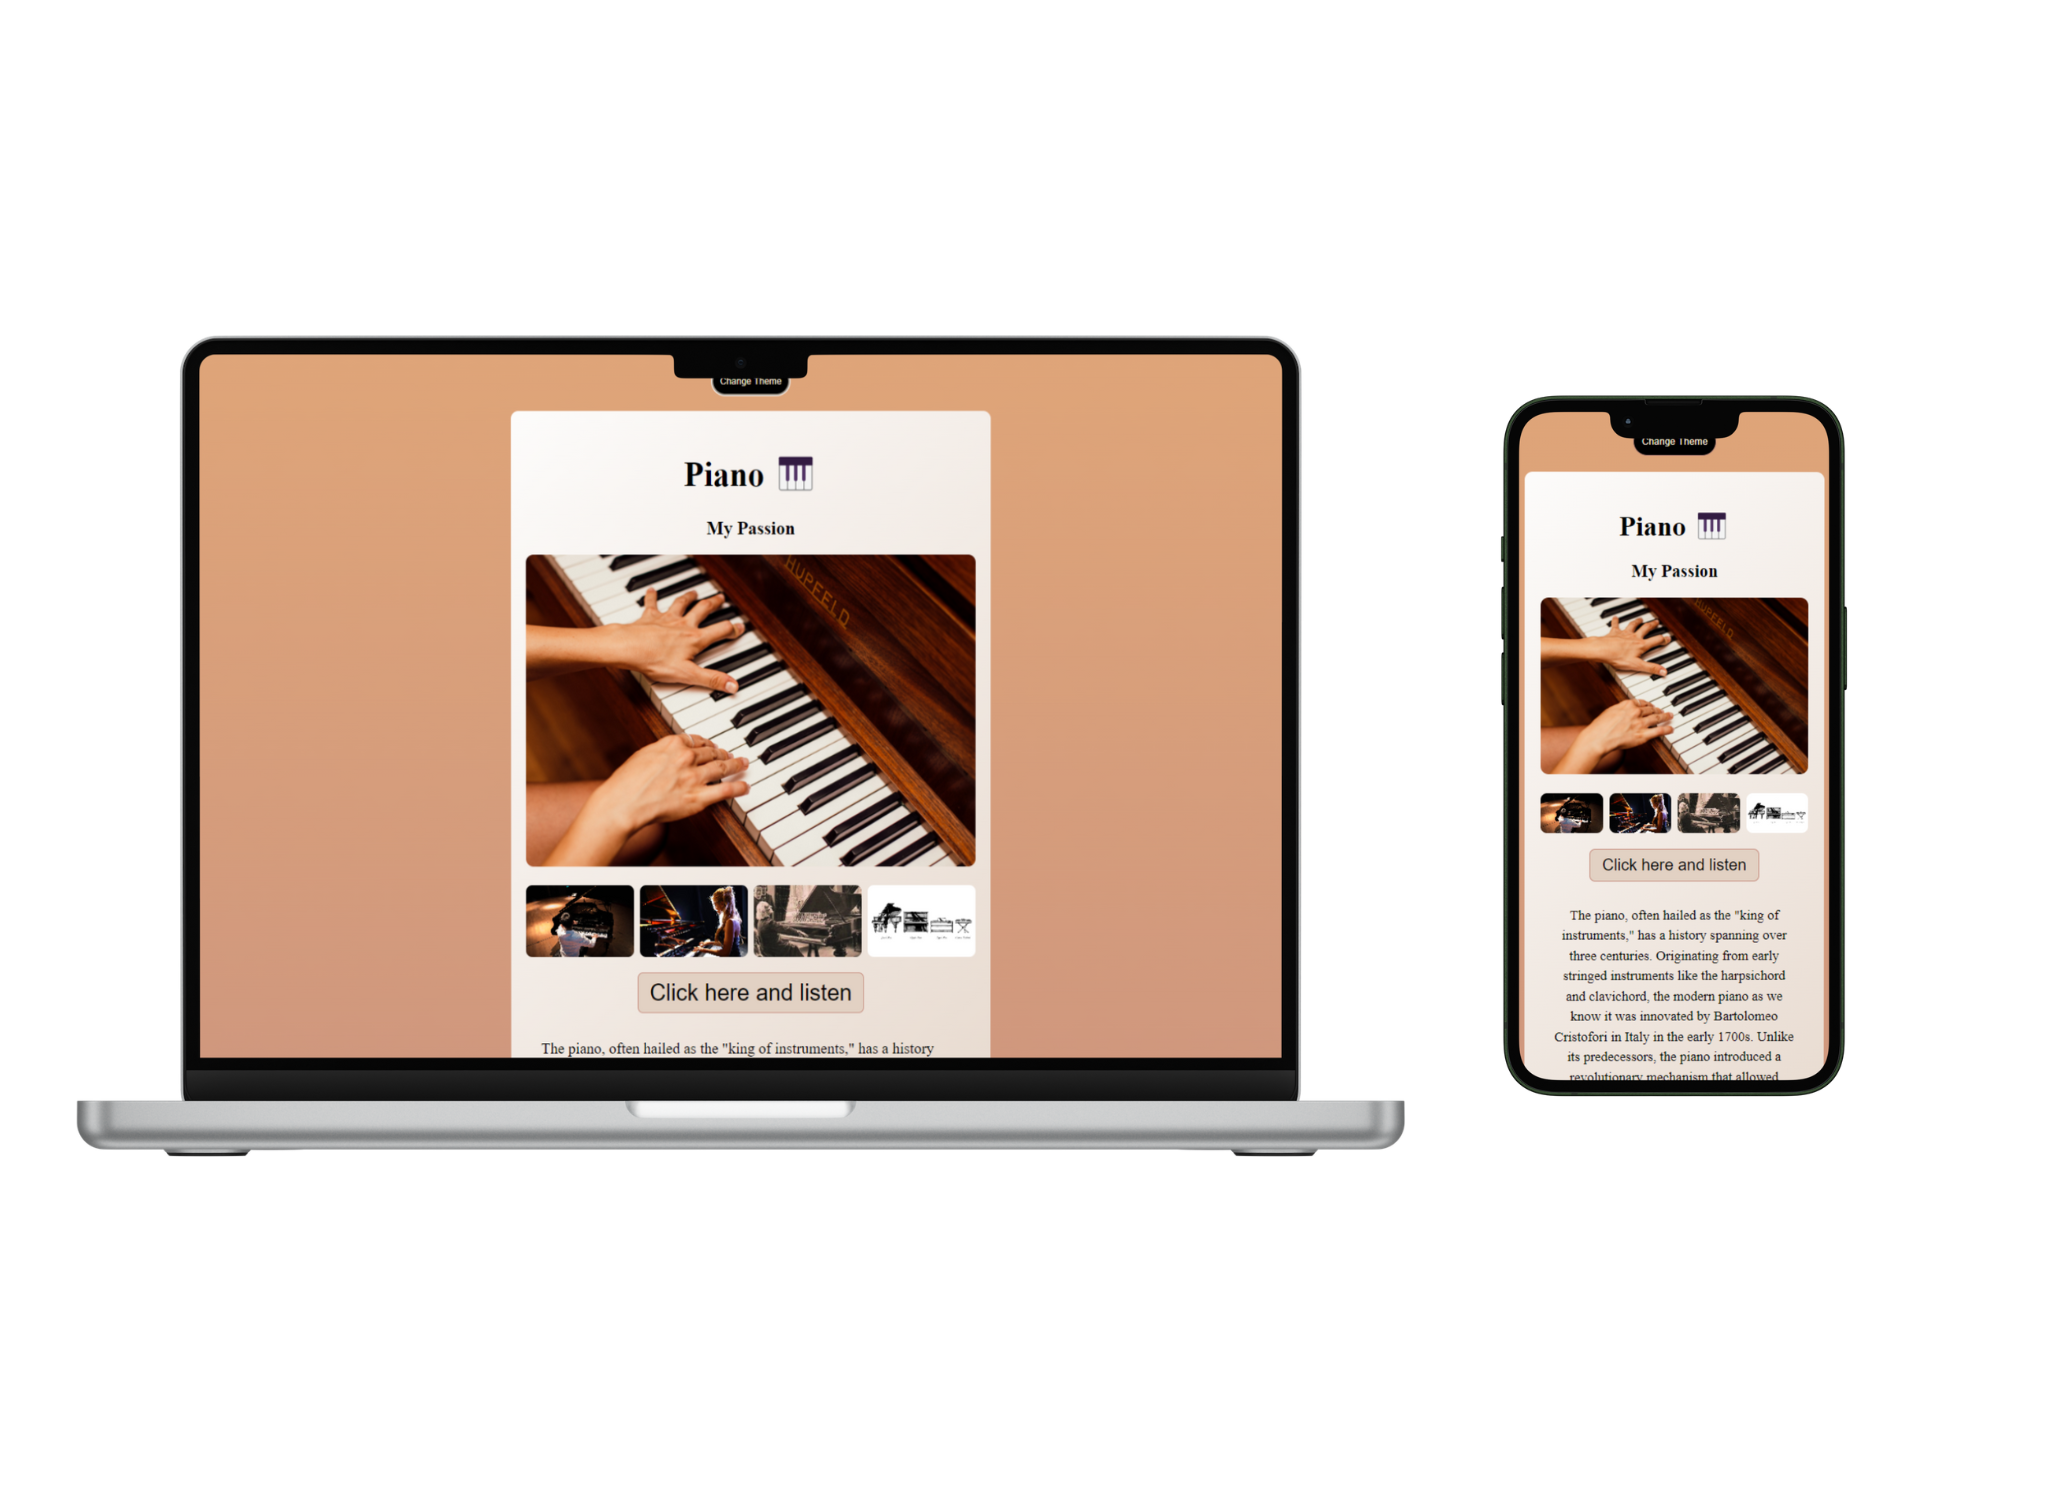 Change Theme
Piano
My Passion
HUPFELD
Click here and listen
The piano, often hailed as the "king of instruments," has a history
Change Theme
Piano
My Passion
HUPFELD
Click here and listen
The piano, often hailed as the "king of
instruments," has a history spanning over
three centuries. Originating from early
stringed instruments like the harpsichord
and clavichord, the modern piano as we
know it was innovated by Bartolomeo
Cristofori in Italy in the early 1700s. Unlike
its predecessors, the piano introduced a
revolutionary mechanism that allowed